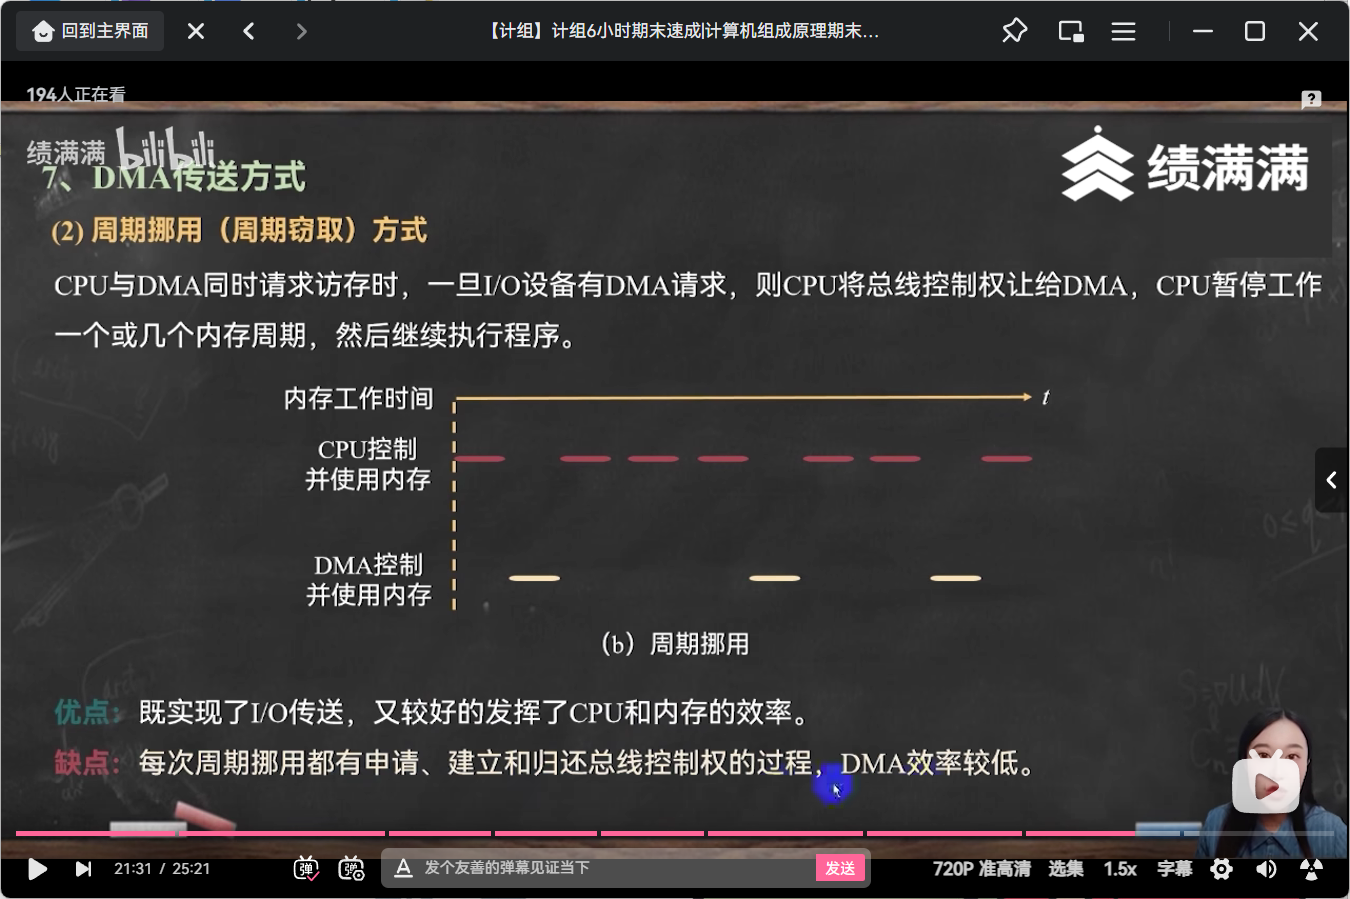 回到主界面
【计组】计组6小时期末速成|计算机组成原理期末...
194人正在看
绩满满 bilibili
绩满满
7、DMA传送方式
(2) 周期挪用（周期窃取）方式
CPU与DMA同时请求访存时，一旦I/O设备有DMA请求，则CPU将总线控制权让给DMA，CPU暂停工作
一个或几个内存周期，然后继续执行程序。
内存工作时间
t
CPU控制
并使用内存
DMA控制
并使用内存
（b）周期挪用
优点：既实现了I/O传送，又较好的发挥了CPU和内存的效率。
缺点：每次周期挪用都有申请、建立和归还总线控制权的过程，DMA效率较低。
21:31 / 25:21
弹
弹
A 发个友善的弹幕见证当下
发送
720P 准高清 选集 1.5x 字幕